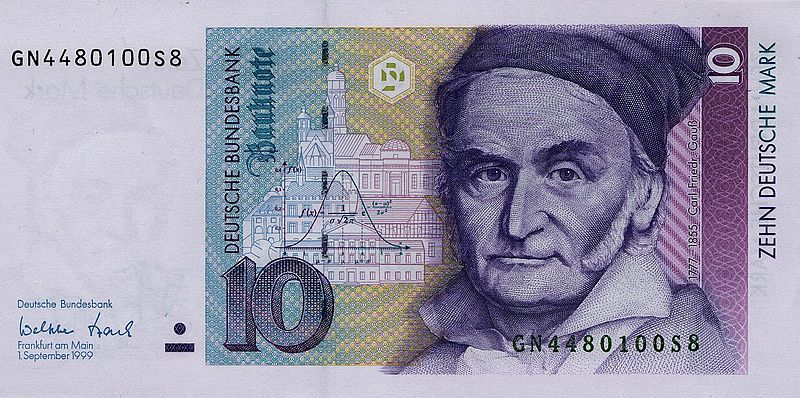 GN4480100S8
DEUTSCHE BUNDESBANK
Banknote
f(x)
10
10
ZEHN DEUTSCHE MARK
1777–1855 Carl Friedr. Gauß
Deutsche Bundesbank
Frankfurt am Main
1. September 1999
GN4480100S8